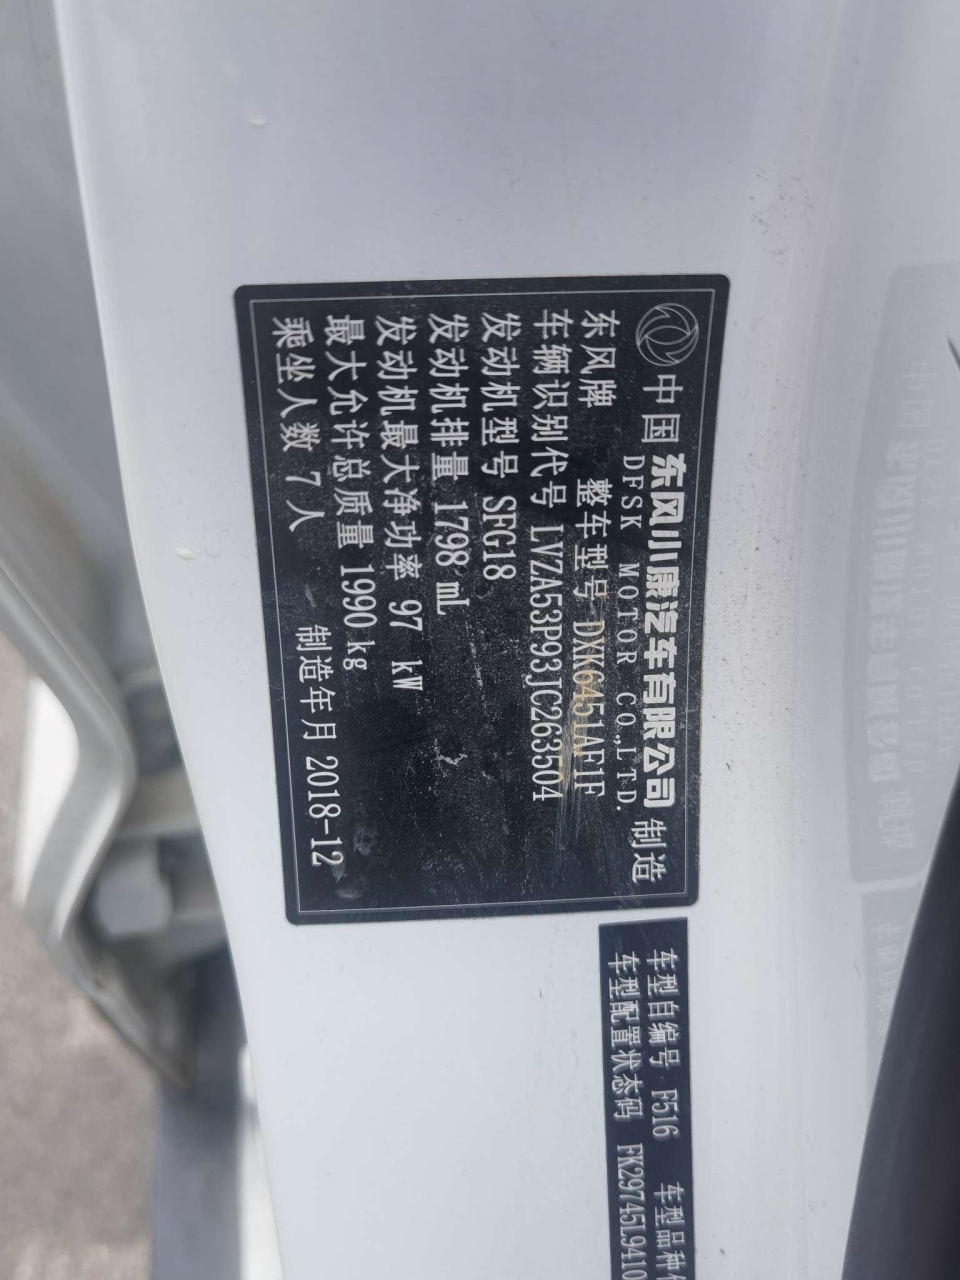 中国 东风小康汽车有限公司 制造
DFSK MOTOR CO.,LTD.
东风牌 整车型号 DXK6451AF1F
车辆识别代号 LVZA53P93JC263504
发动机型号 SFG18
发动机排量 1798 mL
发动机最大净功率 97 kW
最大允许总质量 1990 kg
乘坐人数 7 人 制造年月 2018-12
车型自编号 F516 车型品种
车型配置状态码 FK29745L9410